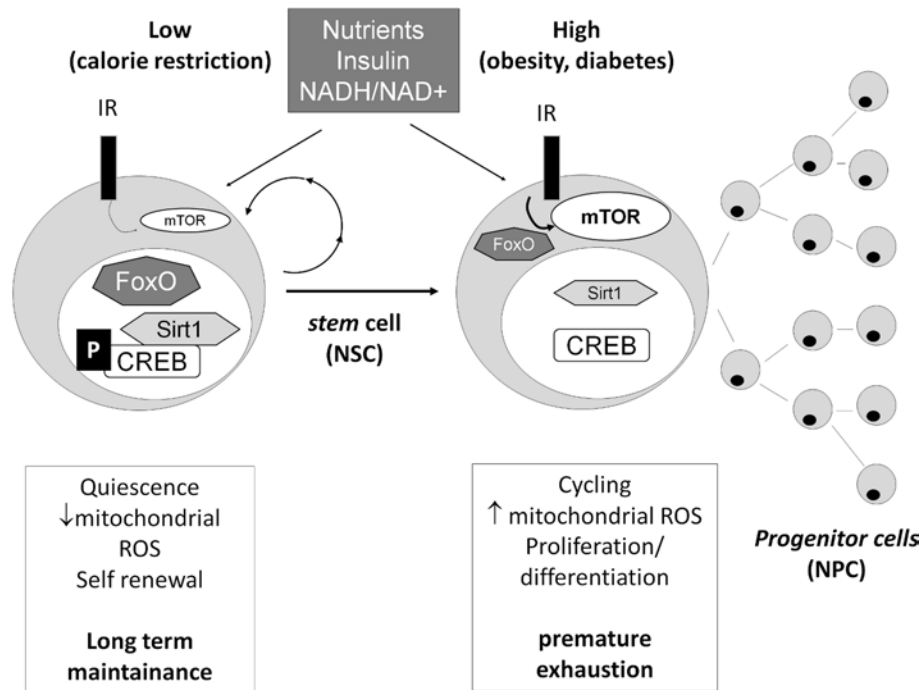 Low
(calorie restriction)
Nutrients
Insulin
NADH/NAD+
High
(obesity, diabetes)
IR
mTOR
FoxO
Sirt1
P
CREB
stem cell
(NSC)
IR
mTOR
FoxO
Sirt1
CREB
Quiescence
↓mitochondrial
ROS
Self renewal
Long term
maintainance
Cycling
↑ mitochondrial ROS
Proliferation/
differentiation
premature
exhaustion
Progenitor cells
(NPC)